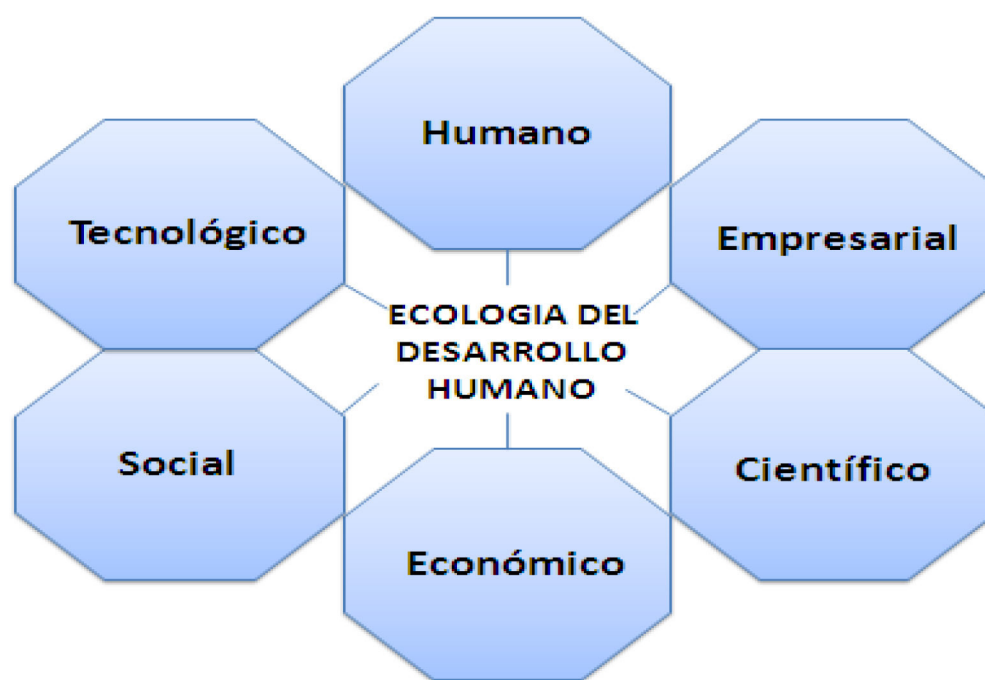 Humano
Tecnológico
Empresarial
ECOLOGIA DEL
DESARROLLO
HUMANO
Social
Científico
Económico